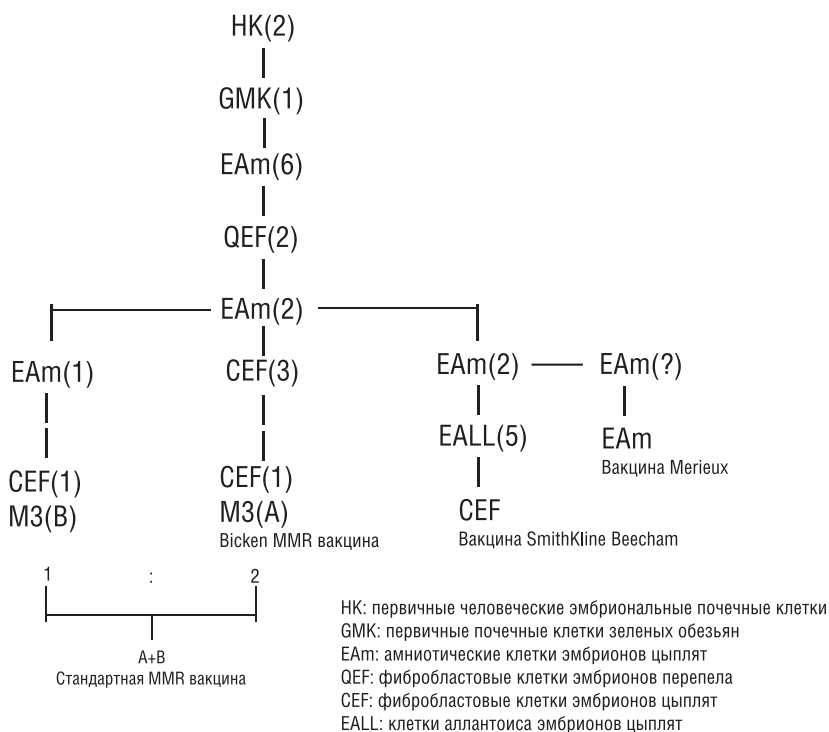 HK(2)
GMK(1)
EAm(6)
QEF(2)
EAm(2)
EAm(1)
CEF(3)
EAm(2)
EAm(?)
EALL(5)
EAm
Вакцина Merieux
CEF(1)
M3(B)
CEF(1)
M3(A)
Bicken MMR вакцина
CEF
Вакцина SmithKline Beecham
1 : 2
A+B
Стандартная MMR вакцина
HK: первичные человеческие эмбриональные почечные клетки
GMK: первичные почечные клетки зеленых обезьян
EAm: амниотические клетки эмбрионов цыплят
QEF: фибробластовые клетки эмбрионов перепела
CEF: фибробластовые клетки эмбрионов цыплят
EALL: клетки аллантоиса эмбрионов цыплят